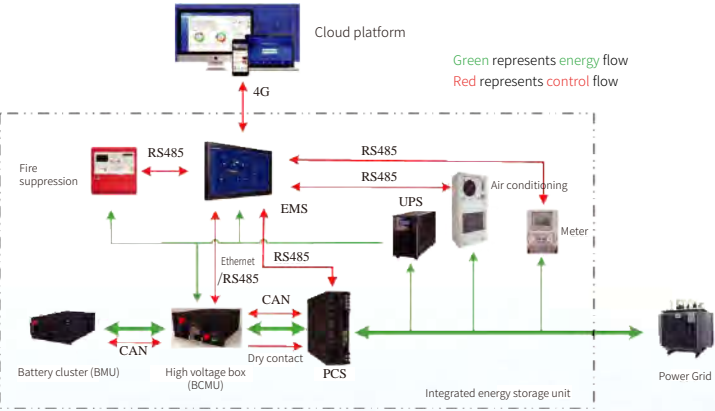 Cloud platform
Green represents energy flow
Red represents control flow
4G
RS485
RS485
RS485
Fire
suppression
Air conditioning
EMS
UPS
Meter
Ethernet
/RS485
RS485
CAN
CAN
Dry contact
Battery cluster (BMU)
High voltage box
(BCMU)
PCS
Power Grid
Integrated energy storage unit